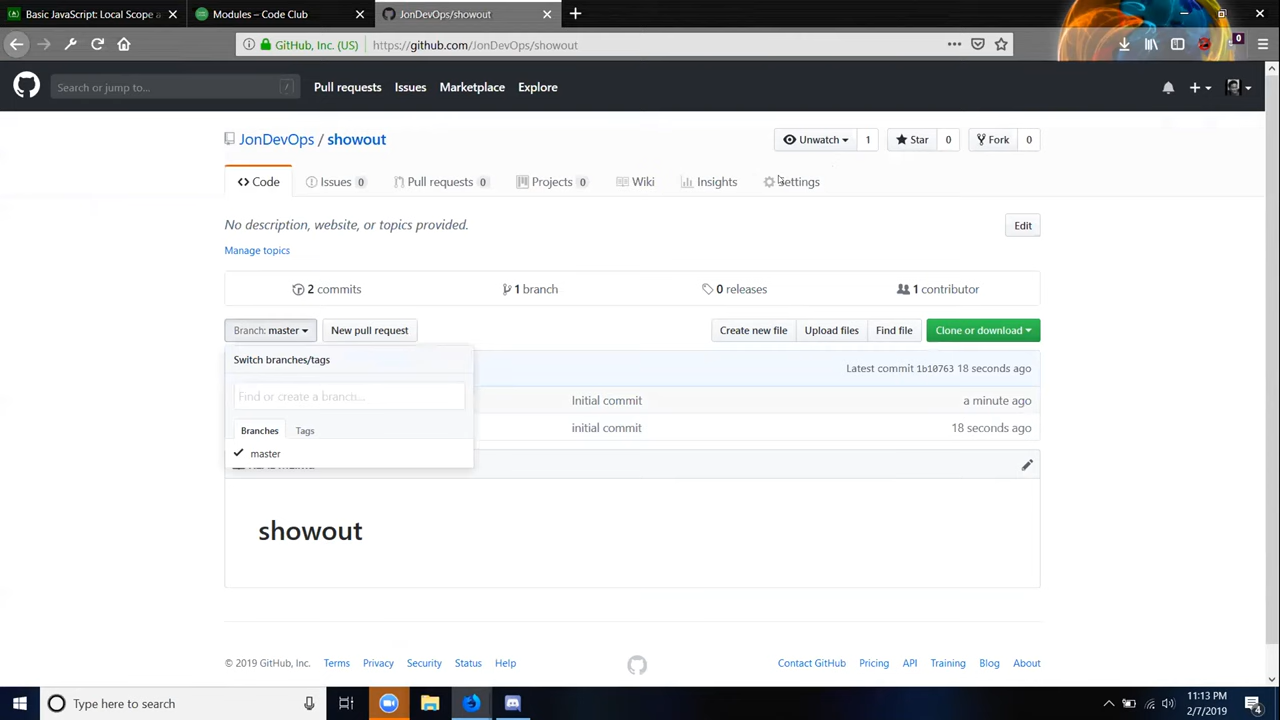 Basic JavaScript: Local Scope a
Modules – Code Club
JonDevOps/showout
GitHub, Inc. (US)
https://github.com/JonDevOps/showout
0
Search or jump to...
/
Pull requests
Issues
Marketplace
Explore
JonDevOps / showout
Unwatch
1
Star
0
Fork
0
Code
Issues 0
Pull requests 0
Projects 0
Wiki
Insights
Settings
No description, website, or topics provided.
Edit
Manage topics
2 commits
1 branch
0 releases
1 contributor
Branch: master
New pull request
Create new file
Upload files
Find file
Clone or download
Switch branches/tags
Latest commit 1b10763 18 seconds ago
Find or create a branch...
Initial commit
a minute ago
Branches
Tags
initial commit
18 seconds ago
master
showout
© 2019 GitHub, Inc.
Terms
Privacy
Security
Status
Help
Contact GitHub
Pricing
API
Training
Blog
About
Type here to search
11:13 PM
2/7/2019
4